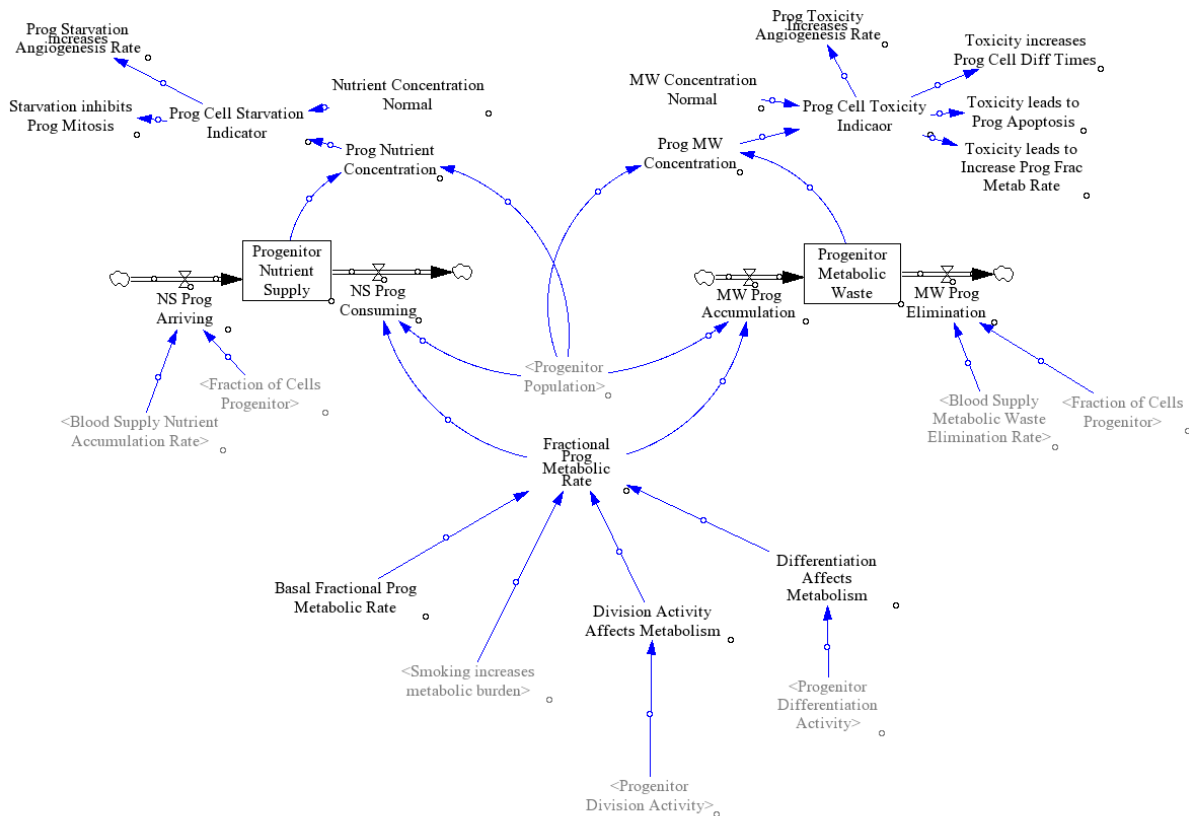 Prog Starvation
increases
Angiogenesis Rate
Starvation inhibits
Prog Mitosis
Prog Cell Starvation
Indicator
Nutrient Concentration
Normal
Prog Nutrient
Concentration
Progenitor
Nutrient
Supply
NS Prog
Arriving
NS Prog
Consuming
<Fraction of Cells
Progenitor>
<Blood Supply Nutrient
Accumulation Rate>
Prog Toxicity
Increases
Angiogenesis Rate
Toxicity increases
Prog Cell Diff Times
MW Concentration
Normal
Prog Cell Toxicity
Indicaor
Toxicity leads to
Prog Apoptosis
Toxicity leads to
Increase Prog Frac
Metab Rate
Prog MW
Concentration
Progenitor
Metabolic
Waste
MW Prog
Accumulation
MW Prog
Elimination
<Progenitor
Population>
<Blood Supply
Metabolic Waste
Elimination Rate>
<Fraction of Cells
Progenitor>
Fractional
Prog
Metabolic
Rate
Basal Fractional Prog
Metabolic Rate
<Smoking increases
metabolic burden>
Division Activity
Affects Metabolism
Differentiation
Affects
Metabolism
<Progenitor
Differentiation
Activity>
<Progenitor
Division Activity>